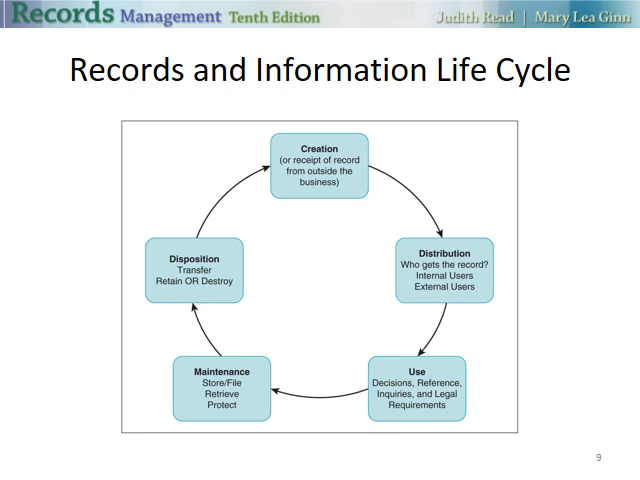 Records Management Tenth Edition Judith Read | Mary Lea Ginn
Records and Information Life Cycle
Creation
(or receipt of record
from outside the
business)
Distribution
Who gets the record?
Internal Users
External Users
Use
Decisions, Reference,
Inquiries, and Legal
Requirements
Maintenance
Store/File
Retrieve
Protect
Disposition
Transfer
Retain OR Destroy
9